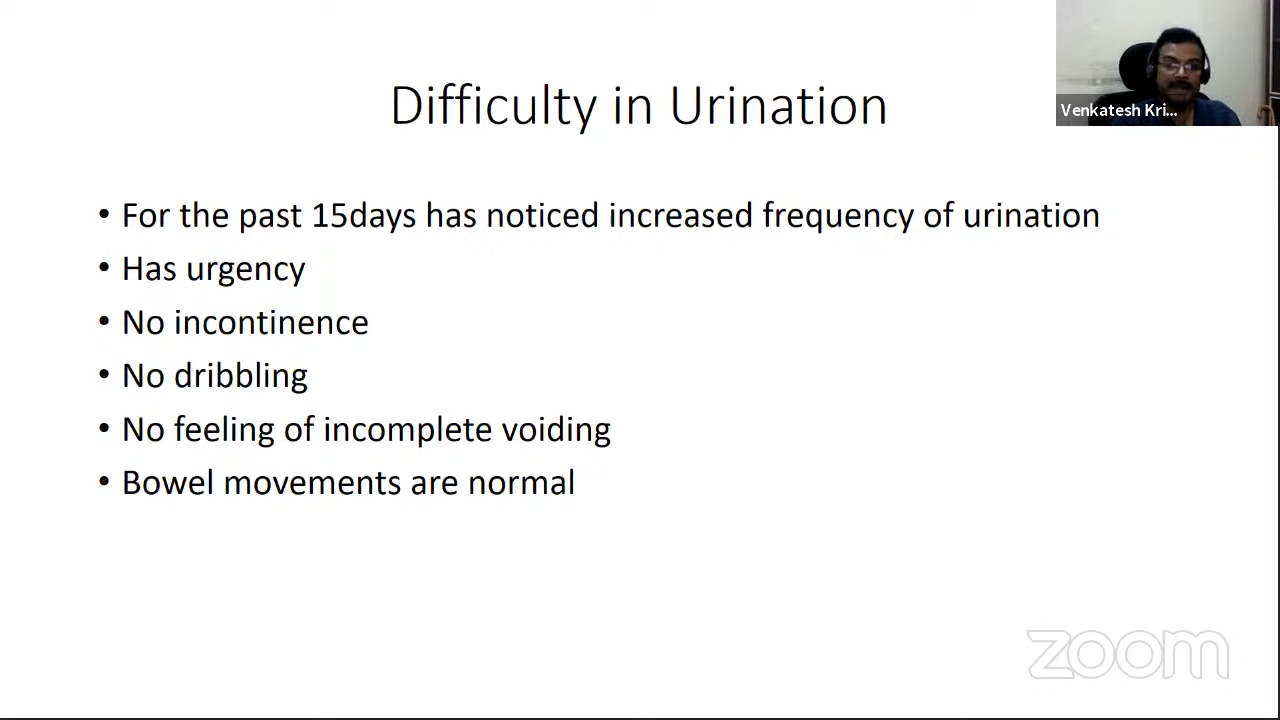 Venkatesh Kri...
Difficulty in Urination
• For the past 15days has noticed increased frequency of urination
• Has urgency
• No incontinence
• No dribbling
• No feeling of incomplete voiding
• Bowel movements are normal
zoom